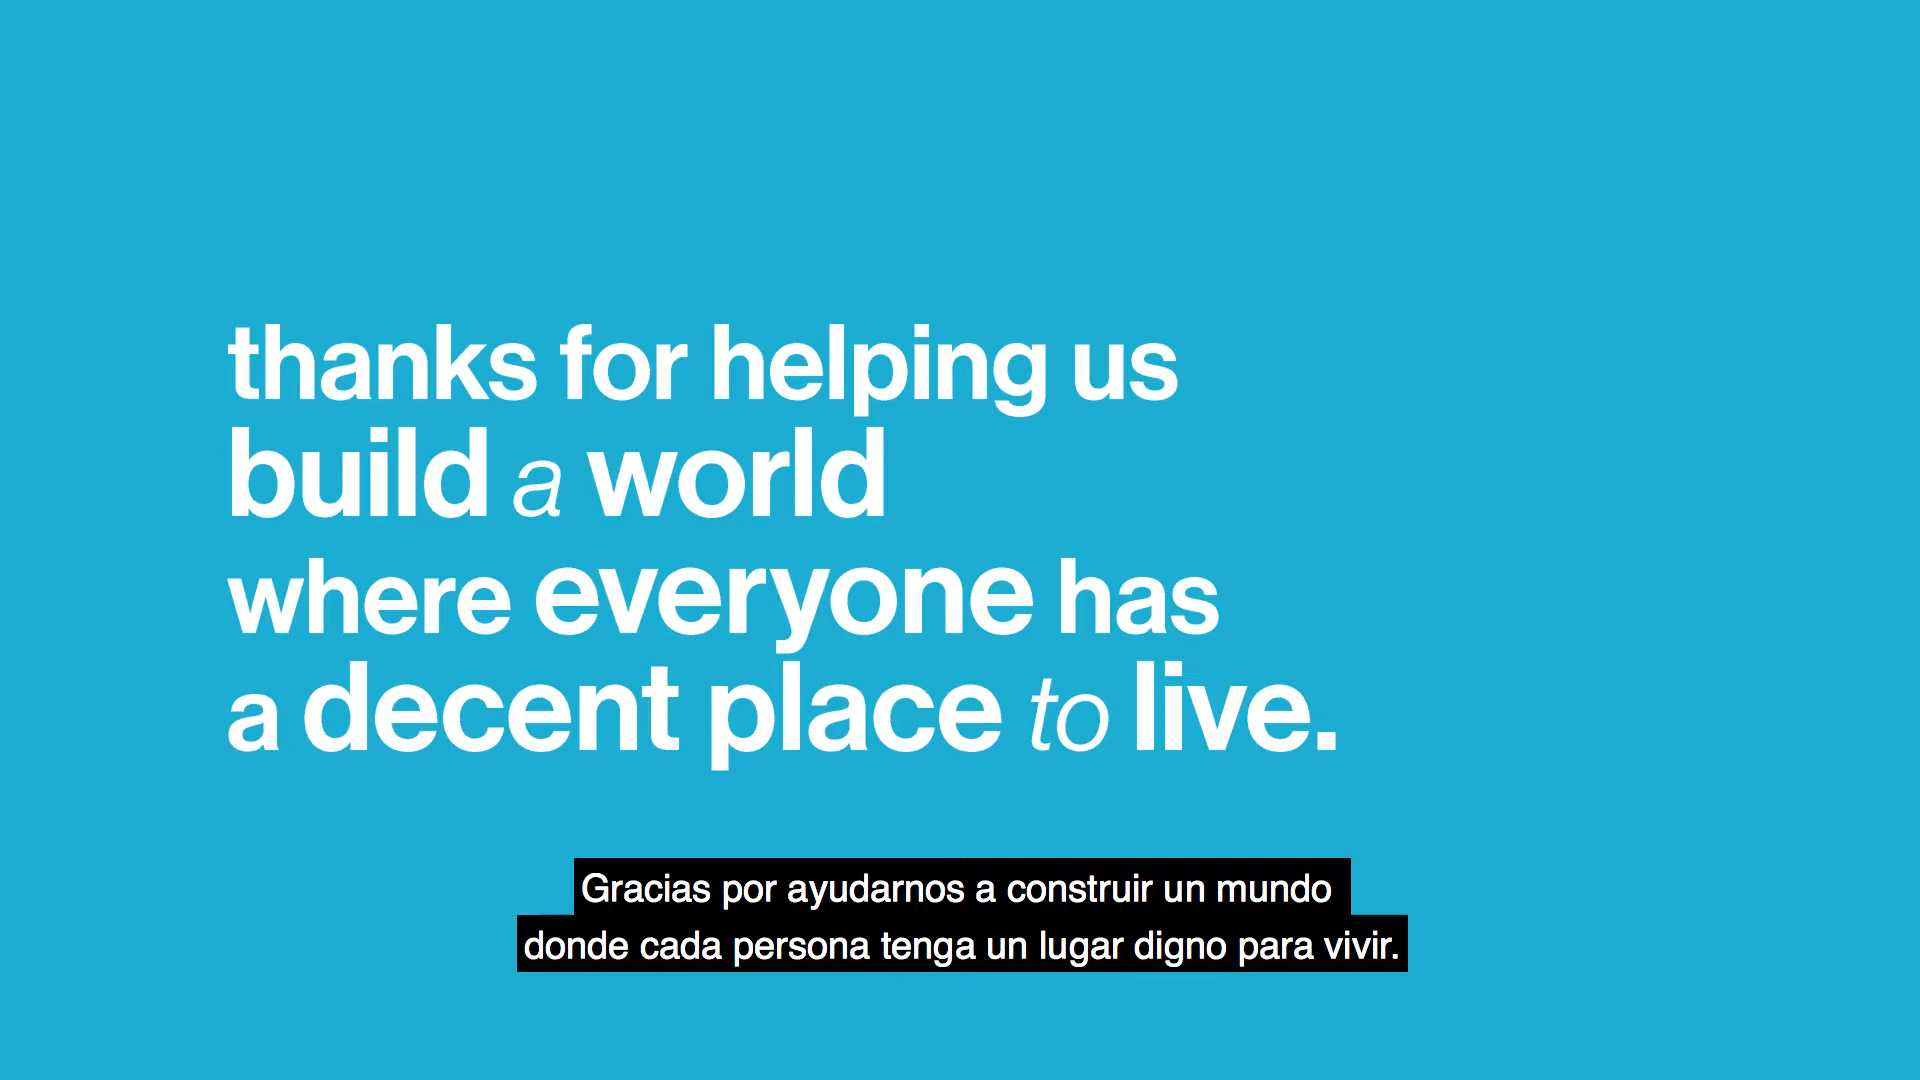 thanks for helping us
build a world
where everyone has
a decent place to live.
Gracias por ayudarnos a construir un mundo
donde cada persona tenga un lugar digno para vivir.